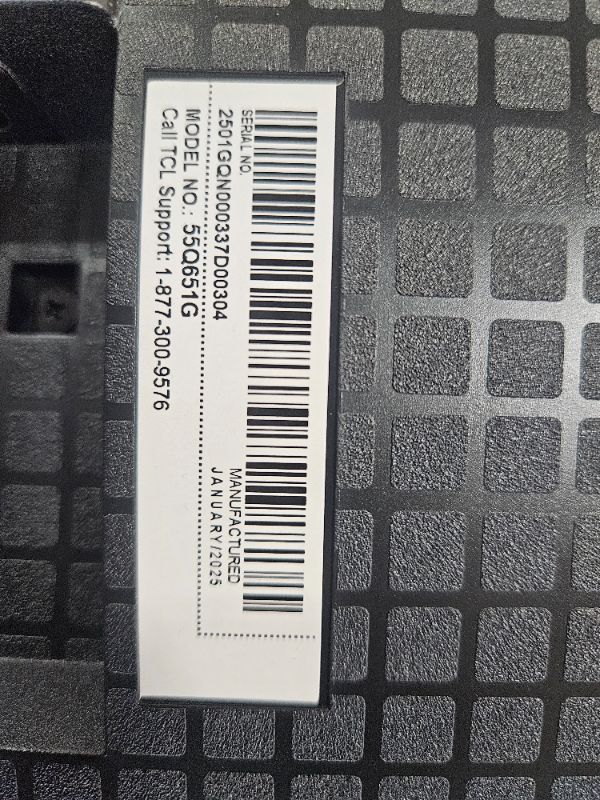 SERIAL NO.
2501GQN000337D00304
MANUFACTURED
JANUARY/2025
MODEL NO.: 55Q651G
Call TCL Support: 1-877-300-9576